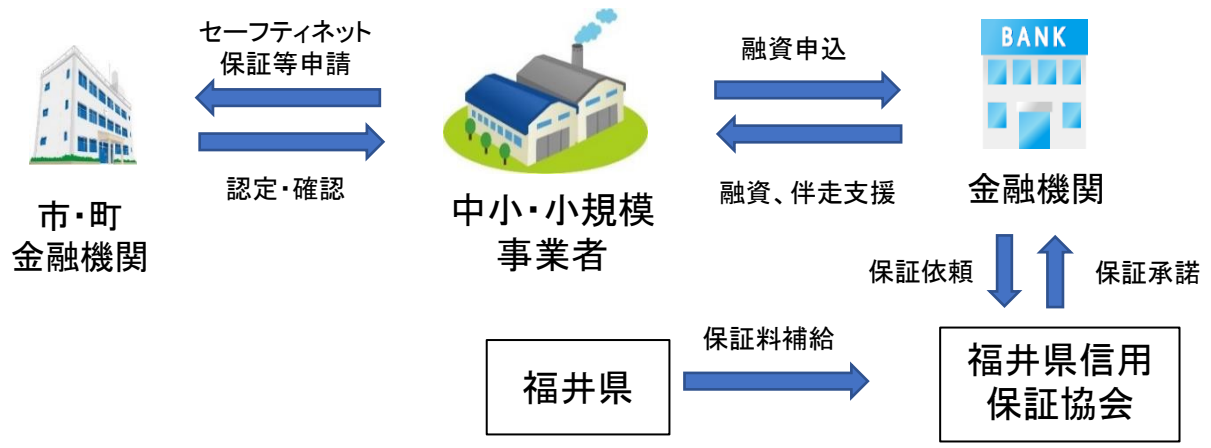 セーフティネット
保証等申請
認定・確認
市・町
金融機関
中小・小規模
事業者
融資申込
融資、伴走支援
BANK
金融機関
保証依頼
保証承諾
福井県
保証料補給
福井県信用
保証協会